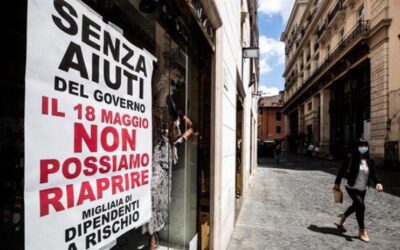 SENZA
AIUTI
DEL GOVERNO
IL 18 MAGGIO
NON
POSSIAMO
RIAPRIRE
MIGLIAIA DI
DIPENDENTI
A RISCHIO